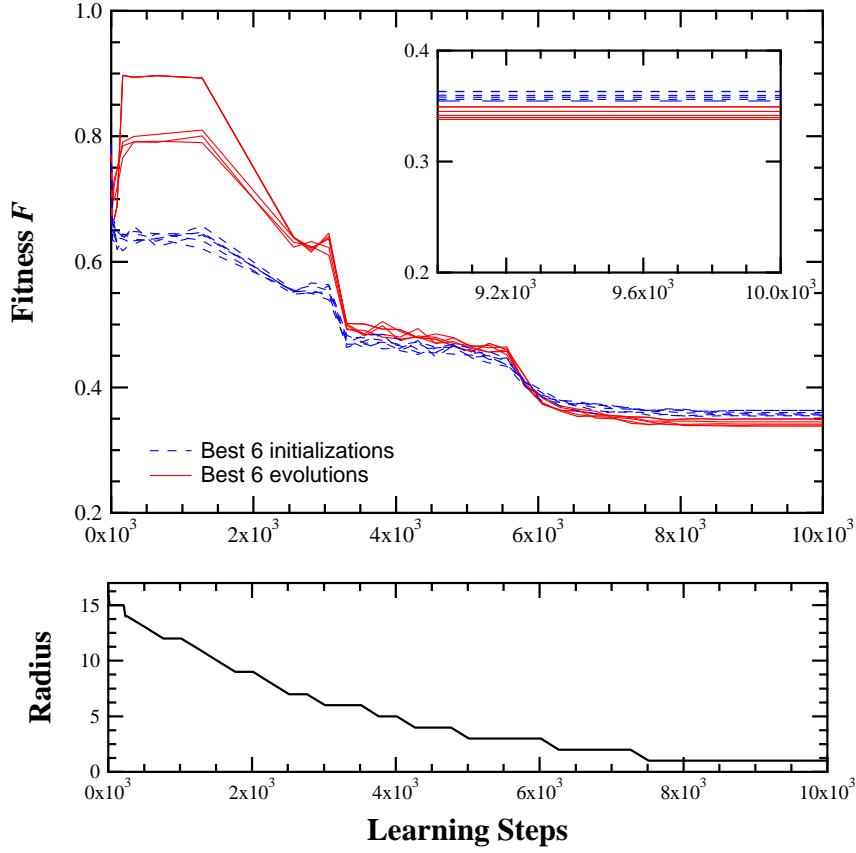 1.0
0.9
0.8
0.6
0.4
0.2
Fitness F
0x10³ 2x10³ 4x10³ 6x10³ 8x10³ 10x10³
0.4
0.3
0.2
9.2x10³ 9.6x10³ 10.0x10³
Best 6 initializations
Best 6 evolutions
15
10
5
0
Radius
0x10³ 2x10³ 4x10³ 6x10³ 8x10³ 10x10³
Learning Steps